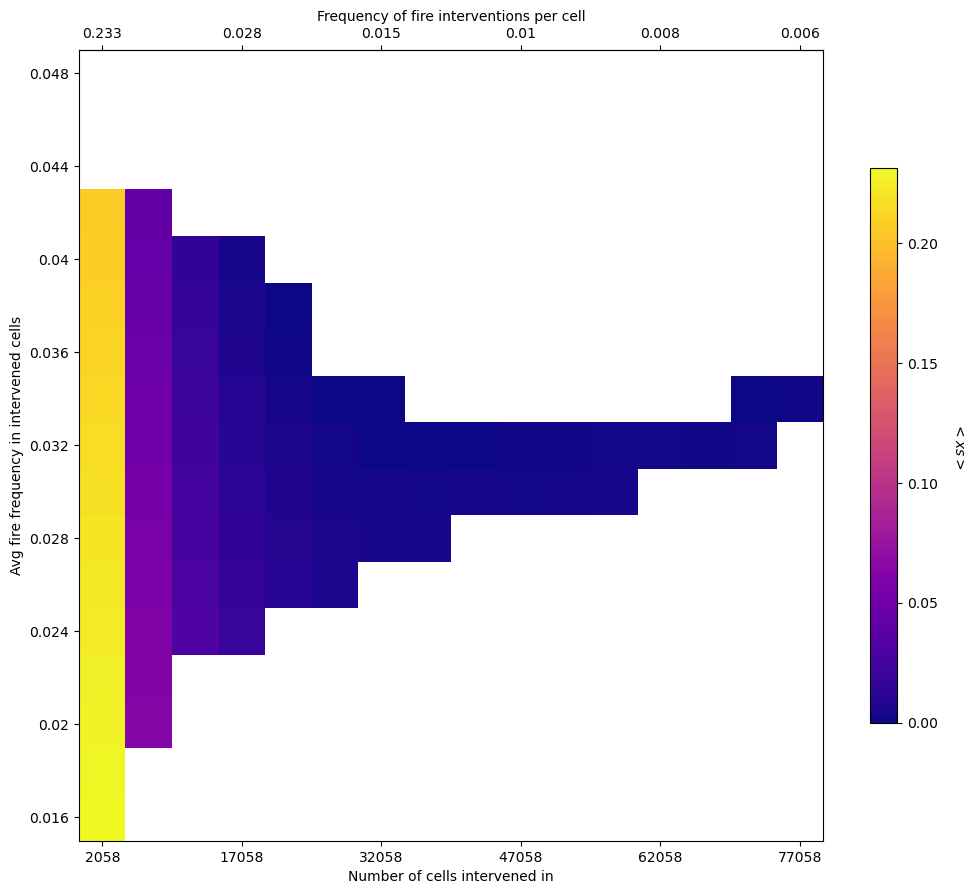 Frequency of fire interventions per cell
0.233 0.028 0.015 0.01 0.008 0.006
Avg fire frequency in intervened cells
0.048
0.044
0.04
0.036
0.032
0.028
0.024
0.02
0.016
2058 17058 32058 47058 62058 77058
Number of cells intervened in
0.20
0.15
0.10
0.05
0.00
< sx >